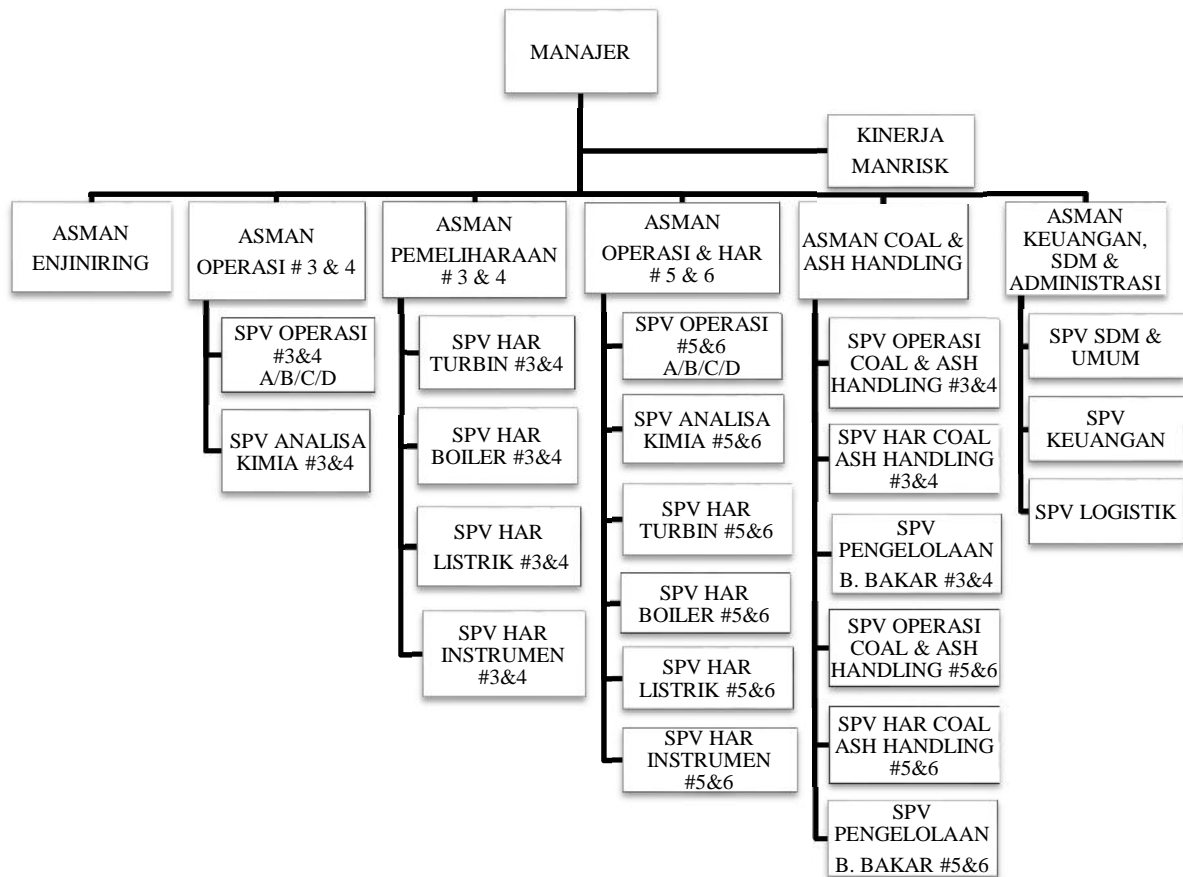 MANAJER
KINERJA
MANRISK
ASMAN
ENJINIRING
ASMAN
OPERASI # 3 & 4
ASMAN
PEMELIHARAAN
# 3 & 4
ASMAN
OPERASI & HAR
# 5 & 6
ASMAN COAL &
ASH HANDLING
ASMAN
KEUANGAN,
SDM &
ADMINISTRASI
SPV OPERASI
#3&4
A/B/C/D
SPV ANALISA
KIMIA #3&4
SPV HAR
TURBIN #3&4
SPV HAR
BOILER #3&4
SPV HAR
LISTRIK #3&4
SPV HAR
INSTRUMEN
#3&4
SPV OPERASI
#5&6
A/B/C/D
SPV ANALISA
KIMIA #5&6
SPV HAR
TURBIN #5&6
SPV HAR
BOILER #5&6
SPV HAR
LISTRIK #5&6
SPV HAR
INSTRUMEN
#5&6
SPV OPERASI
COAL & ASH
HANDLING #3&4
SPV HAR COAL
ASH HANDLING
#3&4
SPV
PENGELOLAAN
B. BAKAR #3&4
SPV OPERASI
COAL & ASH
HANDLING #5&6
SPV HAR COAL
ASH HANDLING
#5&6
SPV
PENGELOLAAN
B. BAKAR #5&6
SPV SDM &
UMUM
SPV
KEUANGAN
SPV LOGISTIK